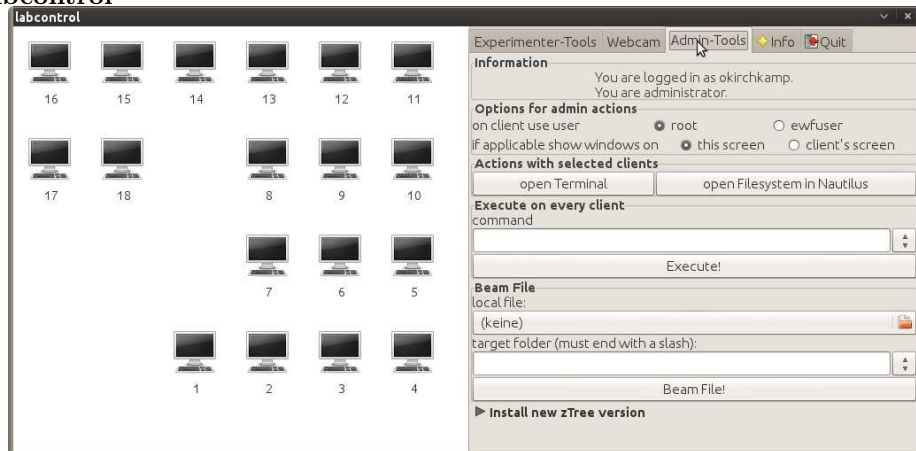 labcontrol
16 15 14 13 12 11
17 18 8 9 10
7 6 5
1 2 3 4
Experimenter-Tools Webcam Admin-Tools Info Quit
Information
You are logged in as okirchkamp.
You are administrator.
Options for admin actions
on client use user root ewfuser
if applicable show windows on this screen client's screen
Actions with selected clients
open Terminal open Filesystem in Nautilus
Execute on every client
command
Execute!
Beam File
local file:
(keine)
target folder (must end with a slash):
Beam File!
Install new zTree version